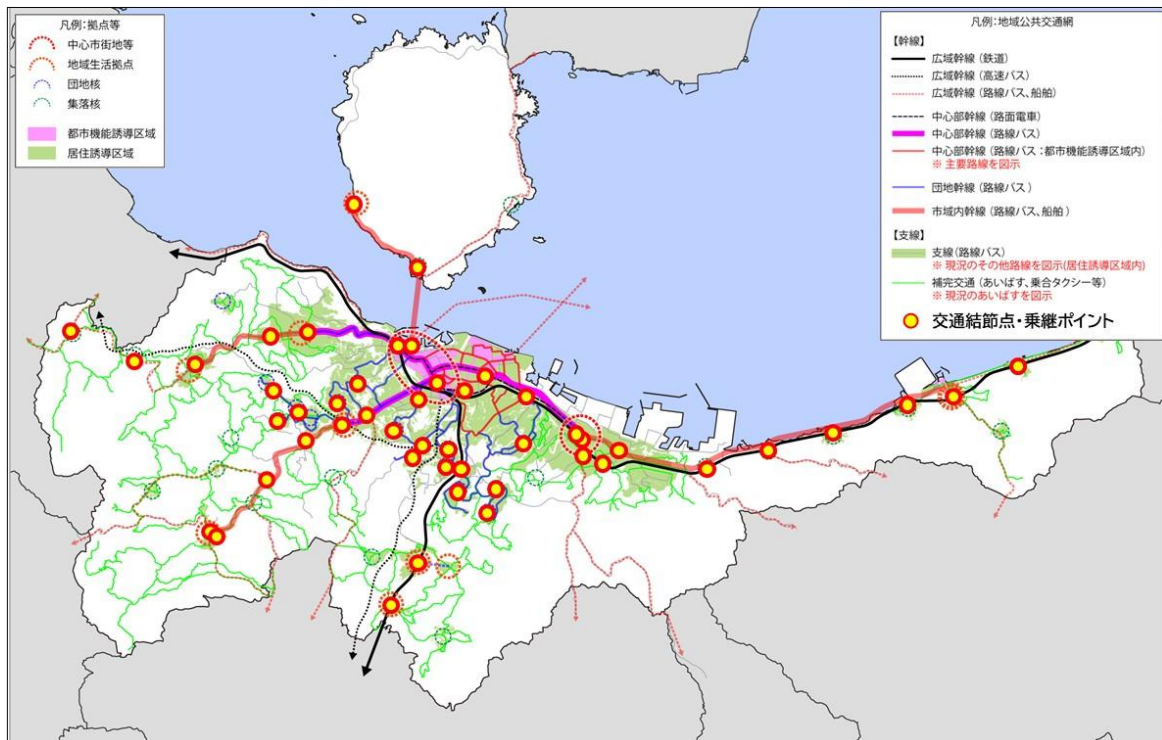 凡例:拠点等
中心市街地等
地域生活拠点
団地核
集落核
都市機能誘導区域
居住誘導区域
凡例:地域公共交通網
【幹線】
広域幹線(鉄道)
広域幹線(高速バス)
広域幹線(路線バス、船舶)
中心部幹線(路面電車)
中心部幹線(路線バス)
中心部幹線(路線バス:都市機能誘導区域内)
※ 主要路線を図示
団地幹線(路線バス)
市域内幹線(路線バス、船舶)
【支線】
支線(路線バス)
※ 現況のその他路線を図示(居住誘導区域内)
補完交通(あいばす、乗合タクシー等)
※ 現況のあいばすを図示
交通結節点・乗継ポイント